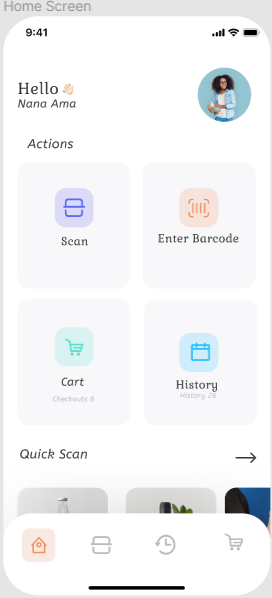 Home Screen
9:41
Hello 👋🏻
Nana Ama
Actions
Scan
Enter Barcode
Cart
Checkouts 8
History
History 26
Quick Scan